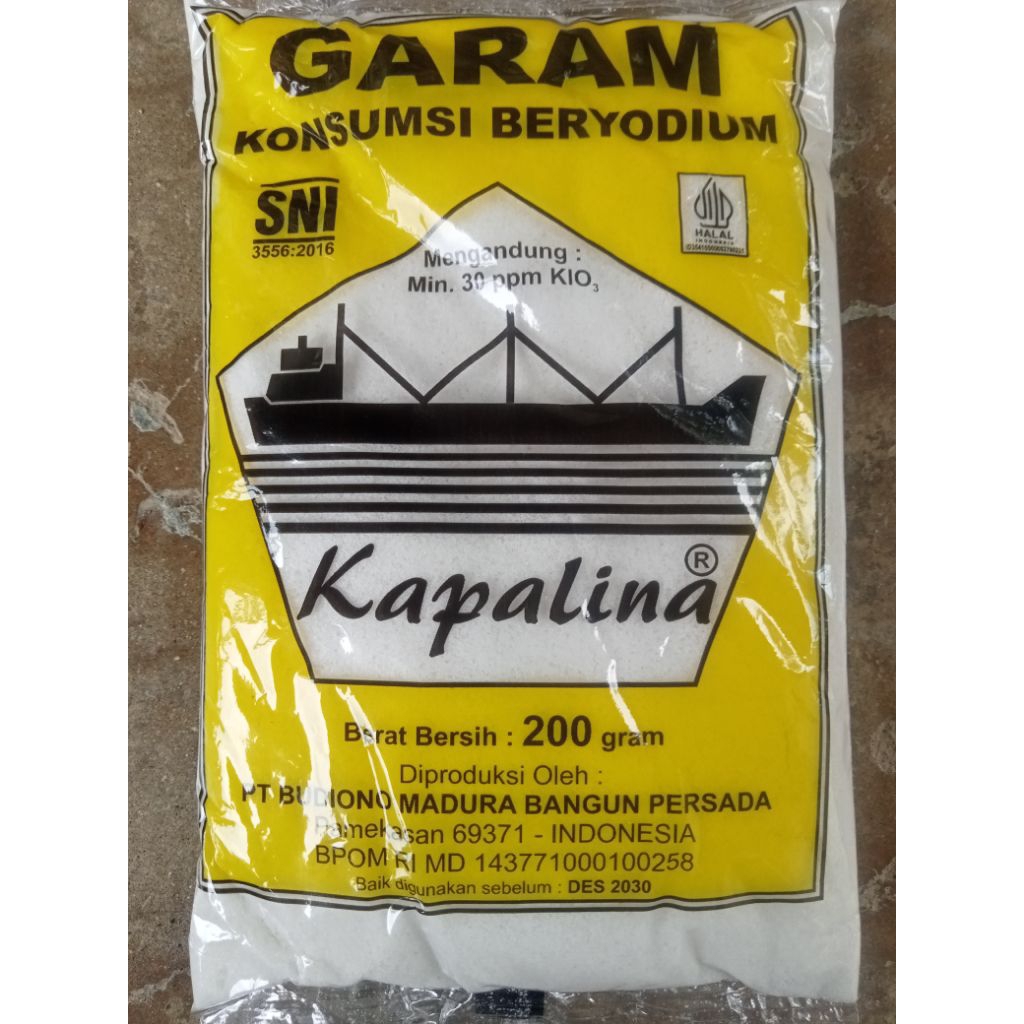 GARAM
KONSUMSI BERYODIUM
SNI
3556:2016
HALAL
INDONESIA
Mengandung :
Min. 30 ppm KIO₃
Kapalina®
Berat Bersih : 200 gram
Diproduksi Oleh :
PT BUDIONO MADURA BANGUN PERSADA
Pamekasan 69371 - INDONESIA
BPOM RI MD 143771000100258
Baik digunakan sebelum : DES 2030